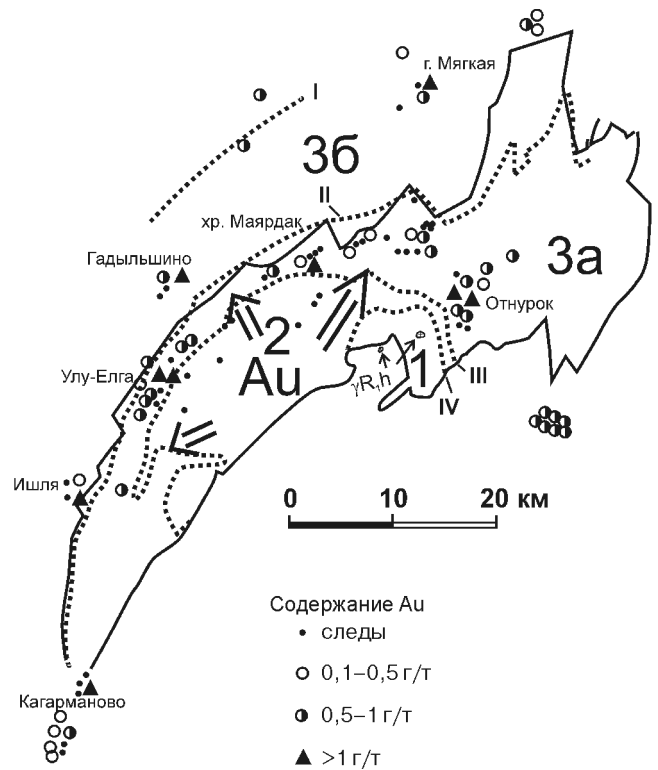 г. Мягкая
I
3б
II
хр. Маярдак
Гадыльшино
3а
Отнурок
2
Au
Улу-Елга
γR₁h
1
III
IV
Ишля
0 10 20 км
Содержание Au
следы
0,1–0,5 г/т
0,5–1 г/т
>1 г/т
Кагарманово